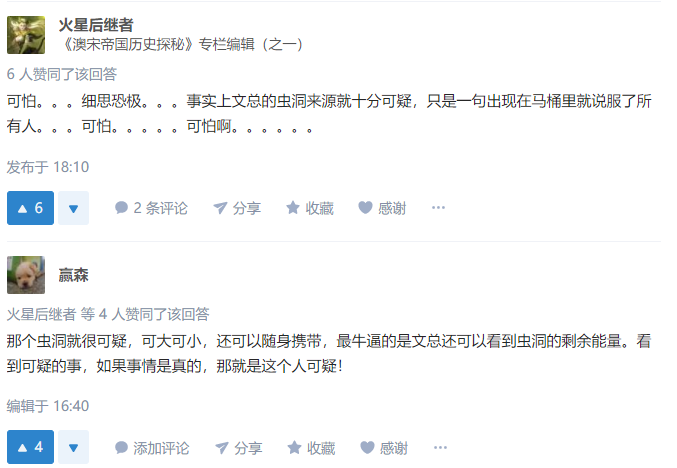 火星后继者
《澳宋帝国历史探秘》专栏编辑（之一）
6 人赞同了该回答
可怕。。。细思恐极。。。事实上文总的虫洞来源就十分可疑，只是一句出现在马桶里就说服了所
有人。。。可怕。。。。。可怕啊。。。。。。
发布于 18:10
6 2 条评论 分享 收藏 感谢 ···
赢森
火星后继者 等 4 人赞同了该回答
那个虫洞就很可疑，可大可小，还可以随身携带，最牛逼的是文总还可以看到虫洞的剩余能量。看
到可疑的事，如果事情是真的，那就是这个人可疑！
编辑于 16:40
4 添加评论 分享 收藏 感谢 ···